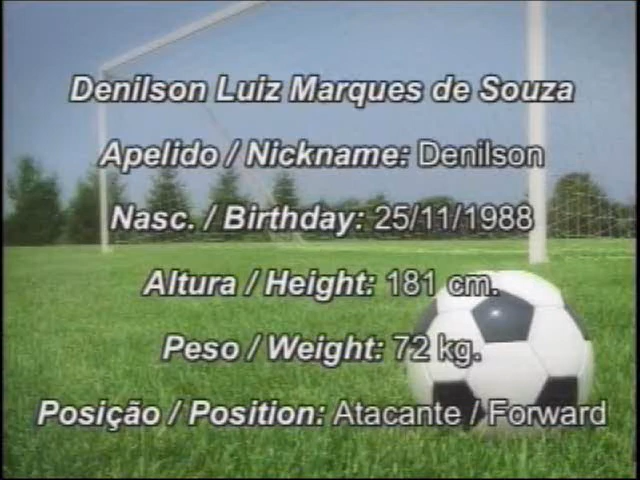 Denilson Luiz Marques de Souza
Apelido / Nickname: Denilson
Nasc. / Birthday: 25/11/1988
Altura / Height: 181 cm.
Peso / Weight: 72 kg.
Posição / Position: Atacante / Forward